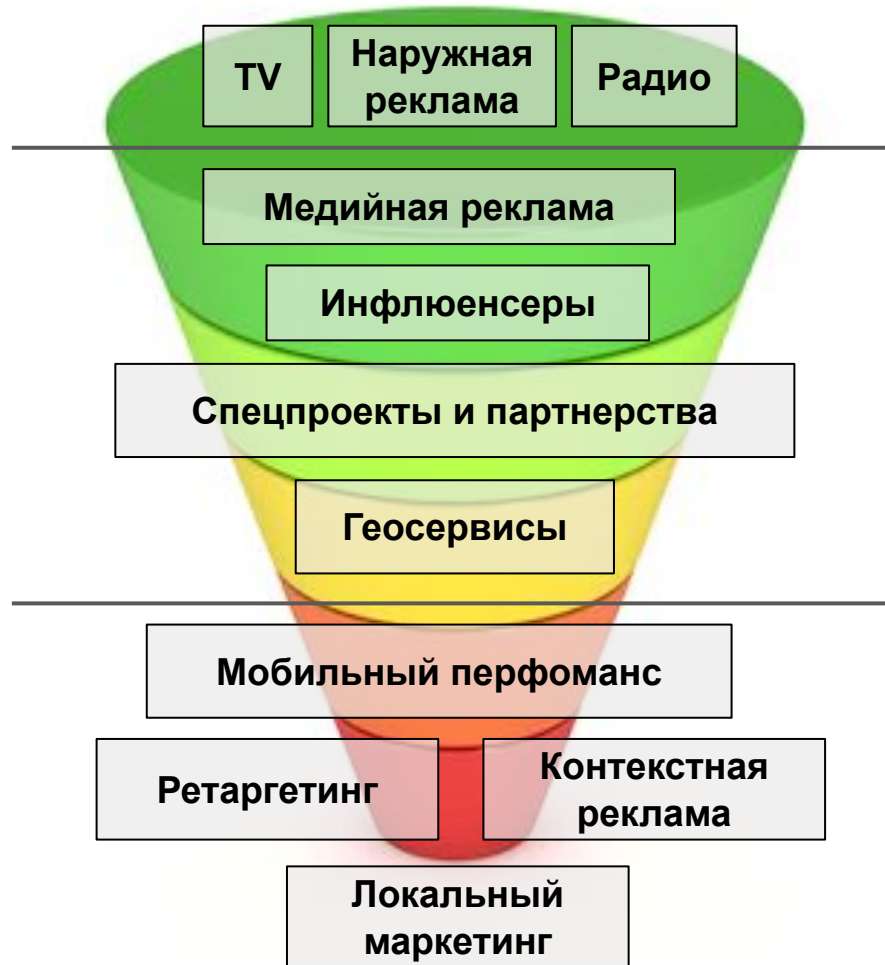 TV
Наружная
реклама
Радио
Медийная реклама
Инфлюенсеры
Спецпроекты и партнерства
Геосервисы
Мобильный перфоманс
Ретаргетинг
Контекстная
реклама
Локальный
маркетинг